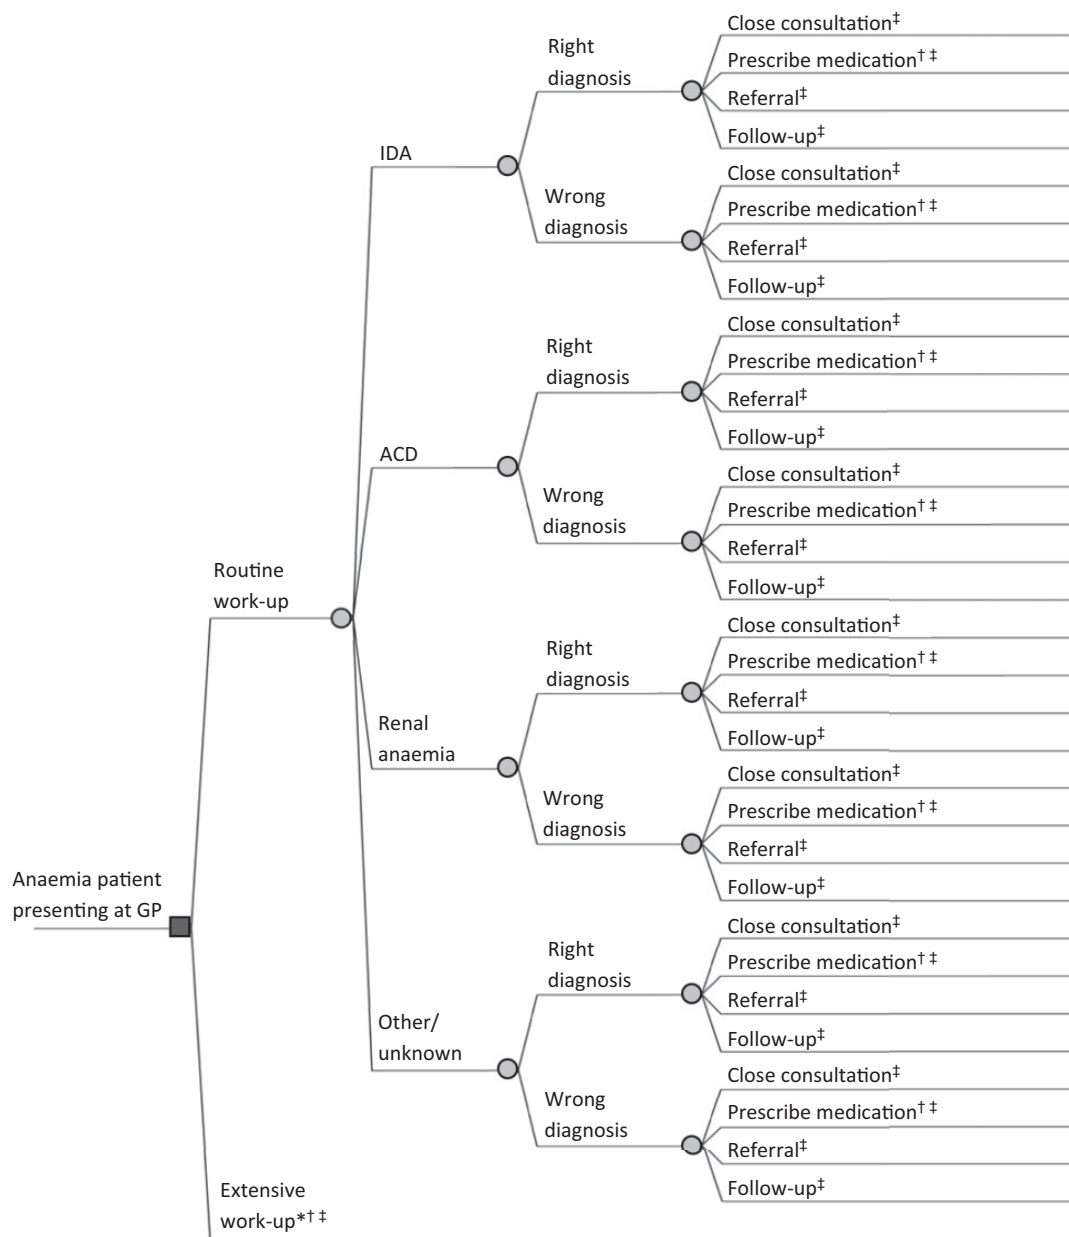 Close consultation‡
Right
diagnosis
Prescribe medication† ‡
Referral‡
Follow-up‡
IDA
Close consultation‡
Wrong
diagnosis
Prescribe medication† ‡
Referral‡
Follow-up‡
Close consultation‡
Right
diagnosis
Prescribe medication† ‡
Referral‡
Follow-up‡
ACD
Close consultation‡
Wrong
diagnosis
Prescribe medication† ‡
Referral‡
Follow-up‡
Routine
work-up
Close consultation‡
Right
diagnosis
Prescribe medication† ‡
Referral‡
Follow-up‡
Renal
anaemia
Close consultation‡
Wrong
diagnosis
Prescribe medication† ‡
Referral‡
Follow-up‡
Anaemia patient
presenting at GP
Close consultation‡
Right
diagnosis
Prescribe medication† ‡
Referral‡
Follow-up‡
Other/
unknown
Close consultation‡
Wrong
diagnosis
Prescribe medication† ‡
Referral‡
Follow-up‡
Extensive
work-up*† ‡